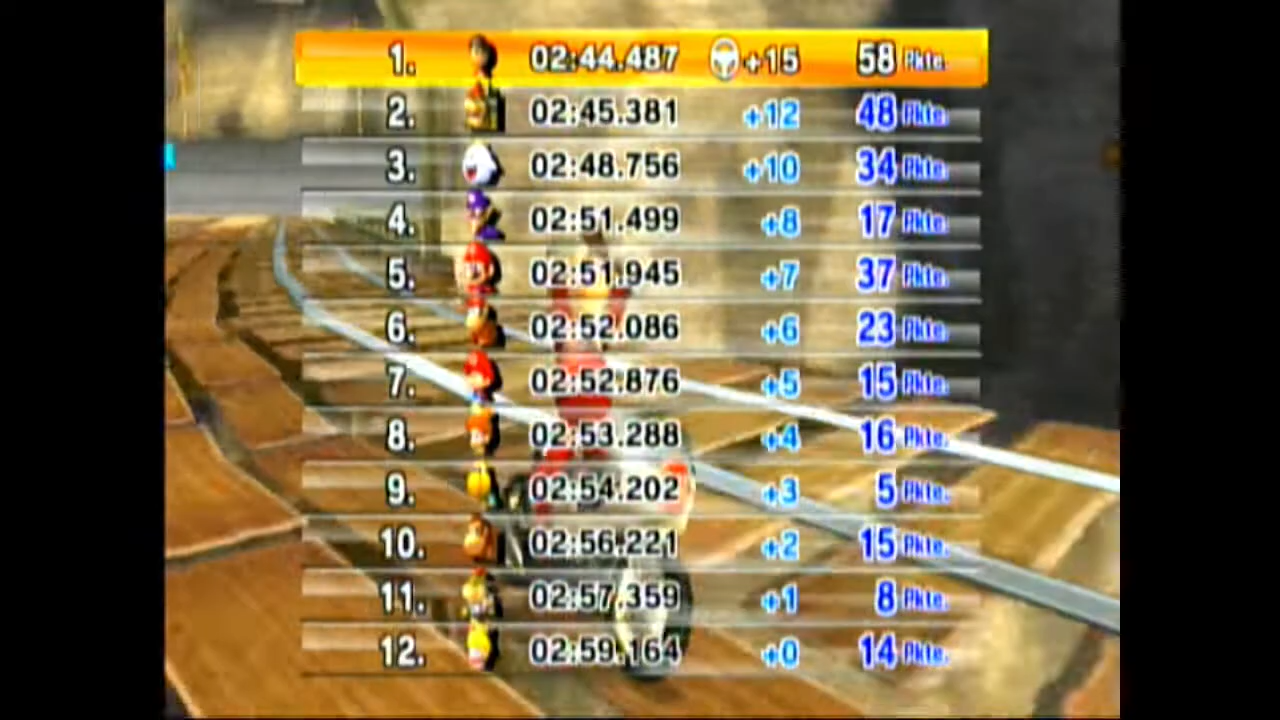 1. 02:44.487 +15 58 Pkte.
2. 02:45.381 +12 48 Pkte.
3. 02:48.756 +10 34 Pkte.
4. 02:51.499 +8 17 Pkte.
5. 02:51.945 +7 37 Pkte.
6. 02:52.086 +6 23 Pkte.
7. 02:52.876 +5 15 Pkte.
8. 02:53.288 +4 16 Pkte.
9. 02:54.202 +3 5 Pkte.
10. 02:56.221 +2 15 Pkte.
11. 02:57.359 +1 8 Pkte.
12. 02:59.164 +0 14 Pkte.